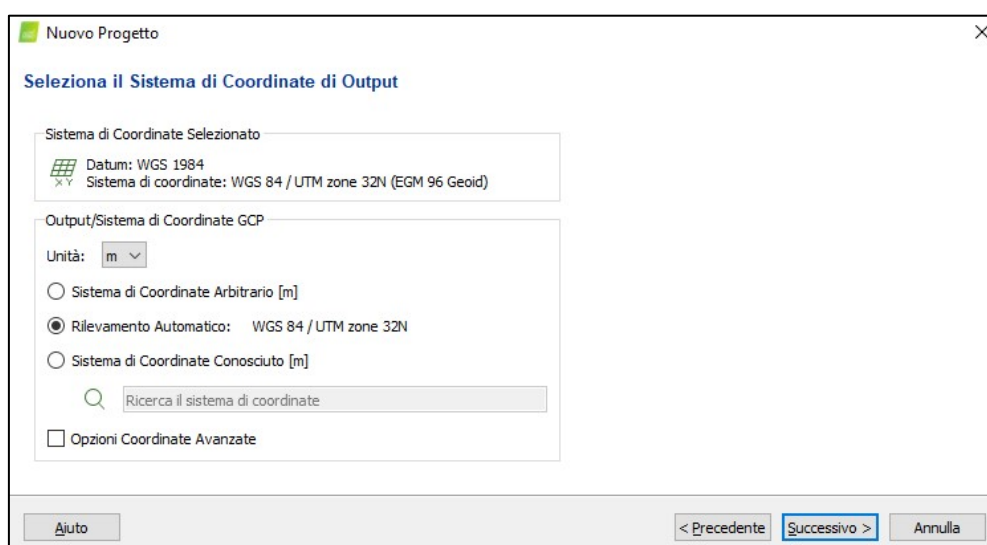 Nuovo Progetto
Seleziona il Sistema di Coordinate di Output
Sistema di Coordinate Selezionato
Datum: WGS 1984
X Y
Sistema di coordinate: WGS 84 / UTM zone 32N (EGM 96 Geoid)
Output/Sistema di Coordinate GCP
Unità: m
Sistema di Coordinate Arbitrario [m]
Rilevamento Automatico: WGS 84 / UTM zone 32N
Sistema di Coordinate Conosciuto [m]
Ricerca il sistema di coordinate
Opzioni Coordinate Avanzate
Aiuto
< Precedente
Successivo >
Annulla